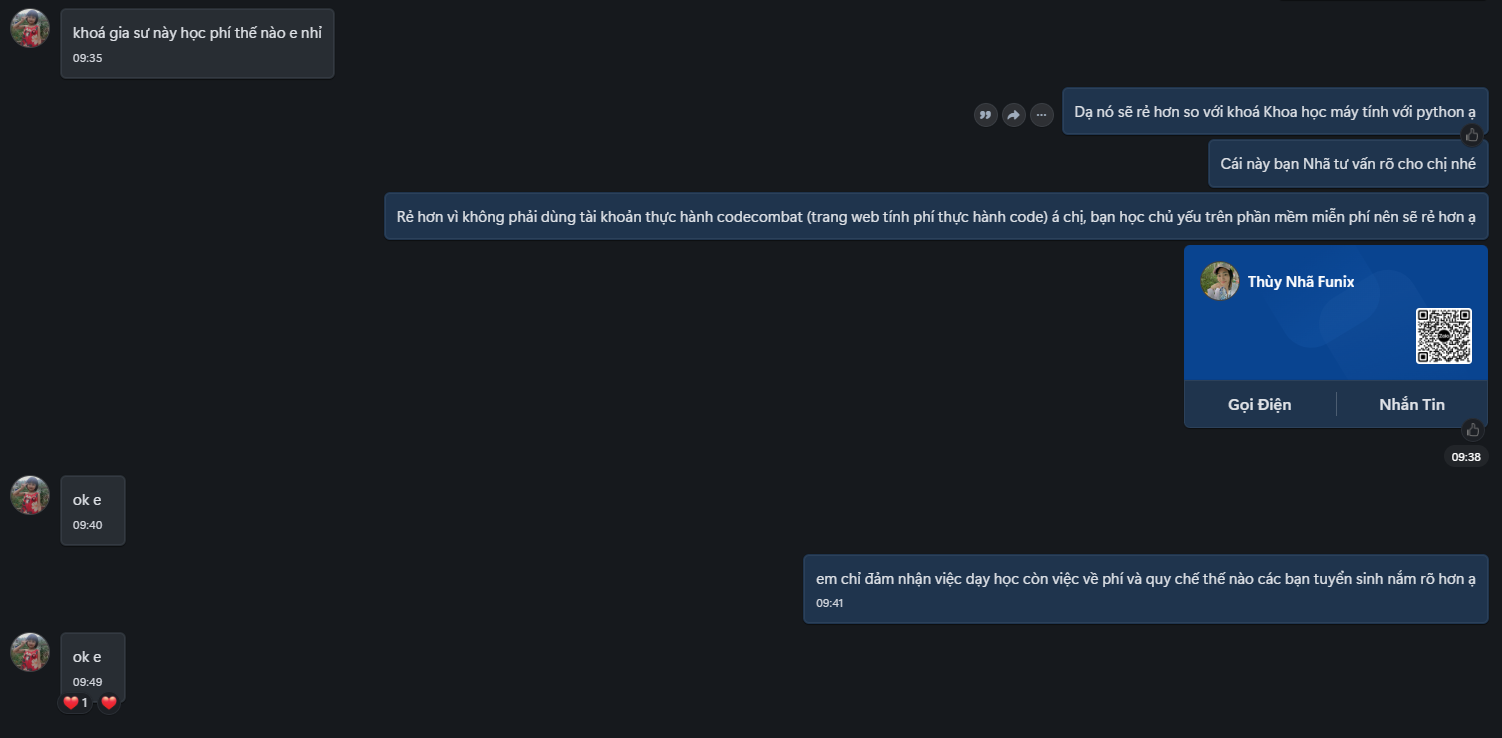 khoá gia sư này học phí thế nào e nhỉ
09:35
Dạ nó sẽ rẻ hơn so với khoá Khoa học máy tính với python ạ
Cái này bạn Nhã tư vấn rõ cho chị nhé
Rẻ hơn vì không phải dùng tài khoản thực hành codecombat (trang web tính phí thực hành code) á chị, bạn học chủ yếu trên phần mềm miễn phí nên sẽ rẻ hơn ạ
Thùy Nhã Funix
Gọi Điện
Nhắn Tin
09:38
ok e
09:40
em chỉ đảm nhận việc dạy học còn việc về phí và quy chế thế nào các bạn tuyển sinh nắm rõ hơn ạ
09:41
ok e
09:49
1